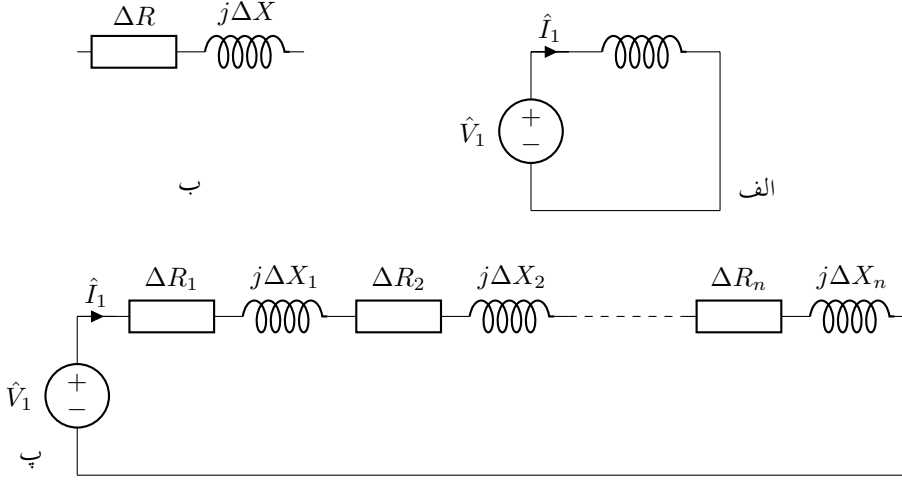 ΔR jΔX
Î₁
+
V̂₁
−
ب
الف
ΔR₁ jΔX₁ ΔR₂ jΔX₂ ΔRₙ jΔXₙ
Î₁
+
V̂₁
−
پ